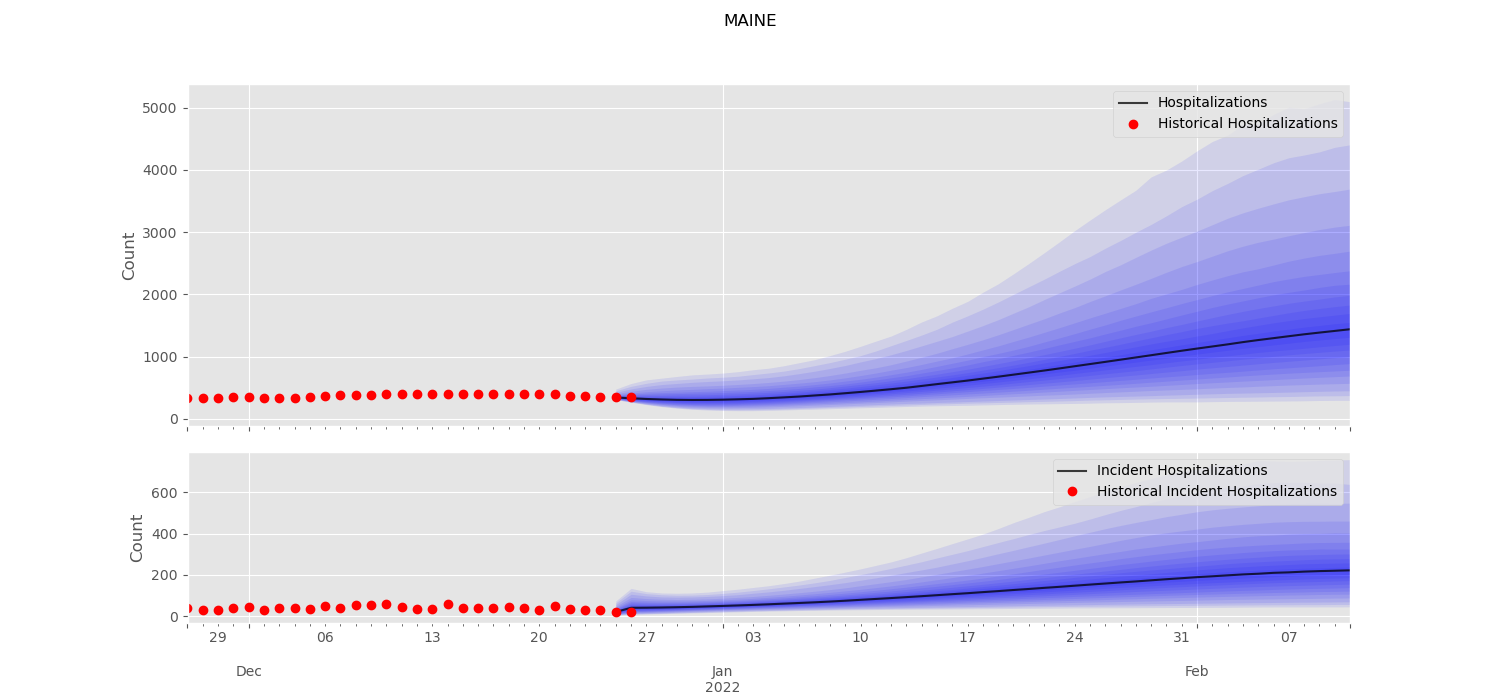 MAINE
5000
4000
3000
2000
1000
0
Count
Hospitalizations
Historical Hospitalizations
600
400
200
0
Count
Incident Hospitalizations
Historical Incident Hospitalizations
29 06 13 20 27 03 10 17 24 31 07
Dec Jan Feb
2022